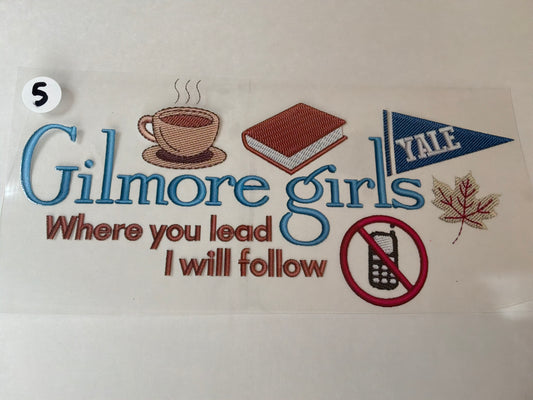 5
YALE
Gilmore girls
Where you lead
I will follow